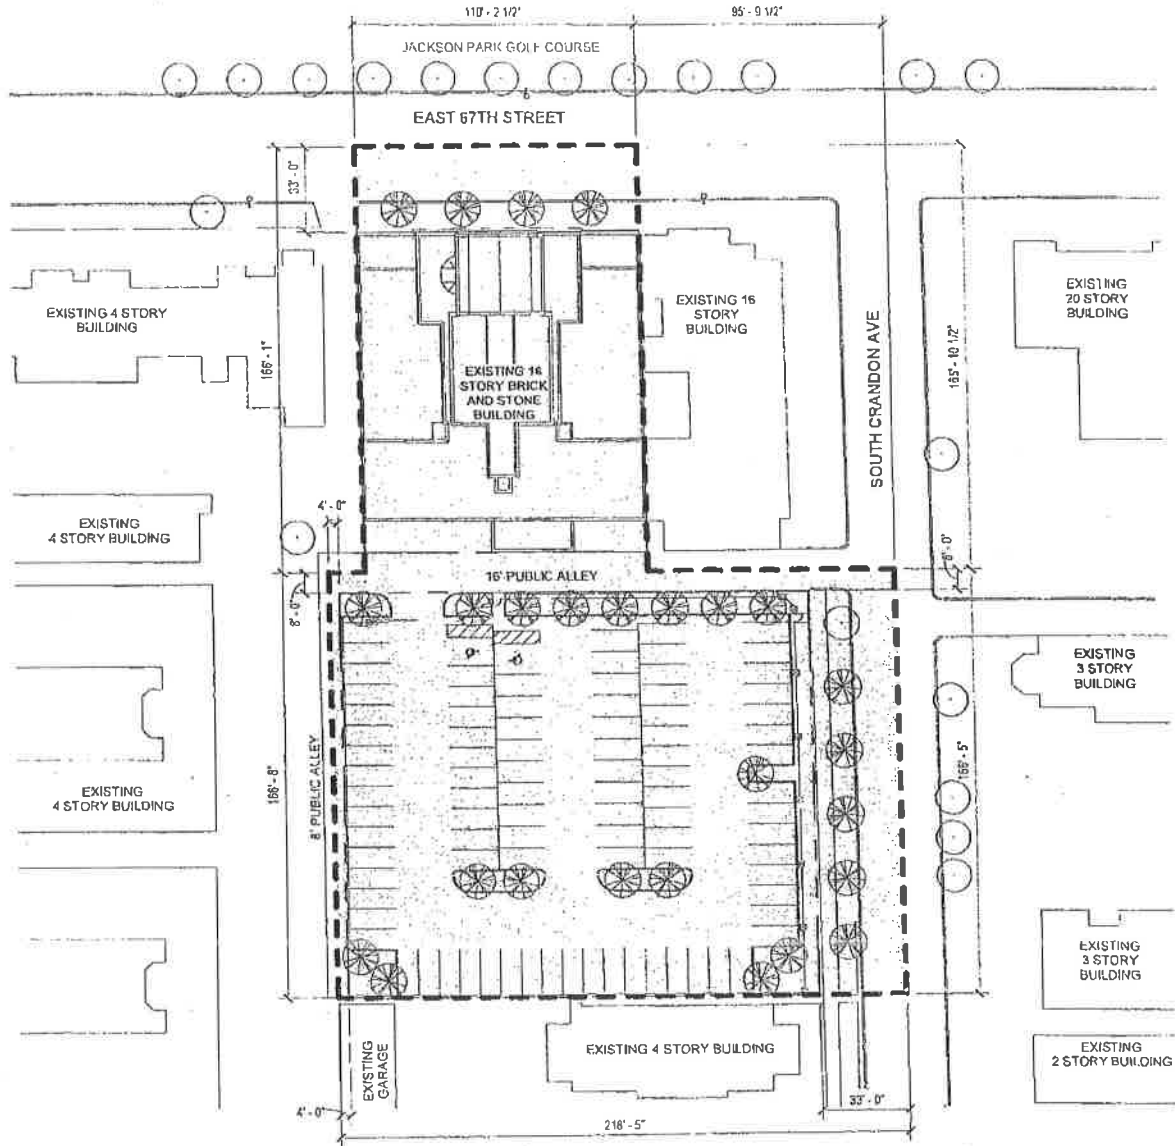 110' - 2 1/2"
95' - 9 1/2"
JACKSON PARK GOLF COURSE
EAST 67TH STREET
33' - 0"
EXISTING 4 STORY
BUILDING
166' - 1"
EXISTING 16
STORY BRICK
AND STONE
BUILDING
EXISTING 16
STORY
BUILDING
SOUTH CRANDON AVE
165' - 10 1/2"
EXISTING
20 STORY
BUILDING
4' - 0"
EXISTING
4 STORY BUILDING
16' PUBLIC ALLEY
8' - 0"
8' - 0"
EXISTING
3 STORY
BUILDING
8' PUBLIC ALLEY
166' - 8"
166' - 5"
EXISTING
4 STORY BUILDING
EXISTING
3 STORY
BUILDING
EXISTING
GARAGE
EXISTING 4 STORY BUILDING
EXISTING
2 STORY BUILDING
4' - 0"
33' - 0"
218' - 5"